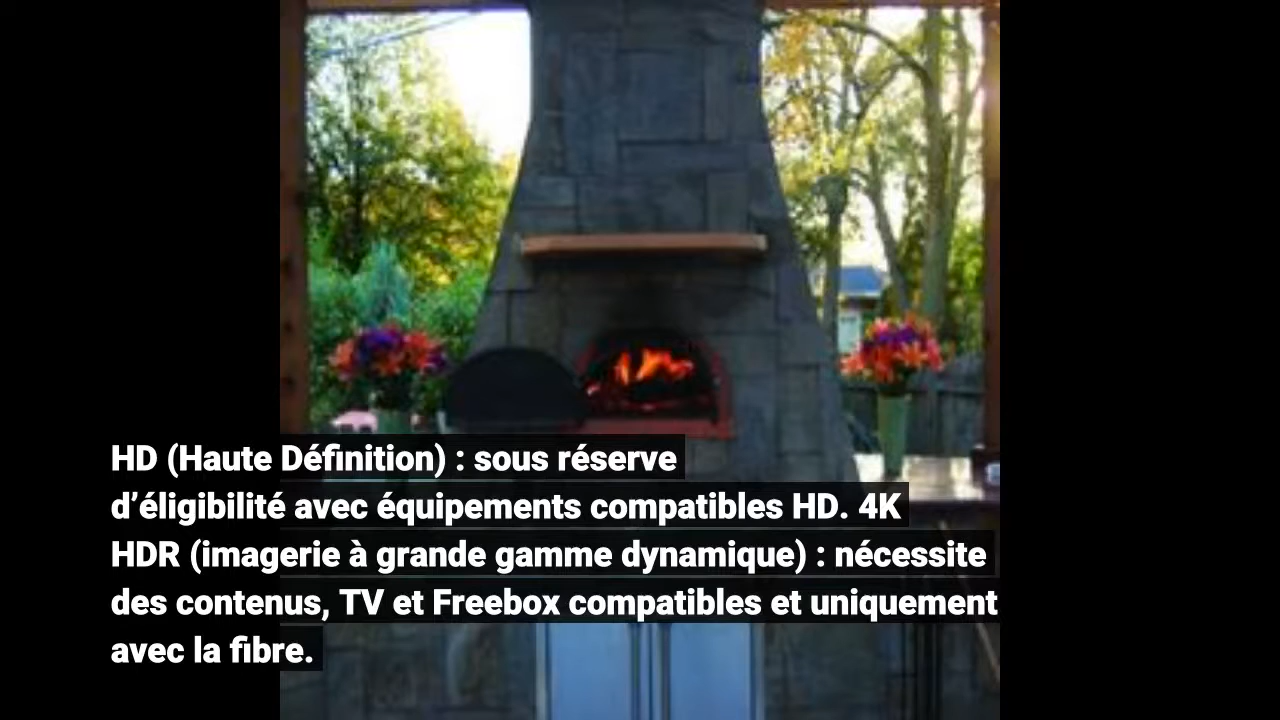 HD (Haute Définition) : sous réserve
d’éligibilité avec équipements compatibles HD. 4K
HDR (imagerie à grande gamme dynamique) : nécessite
des contenus, TV et Freebox compatibles et uniquement
avec la fibre.